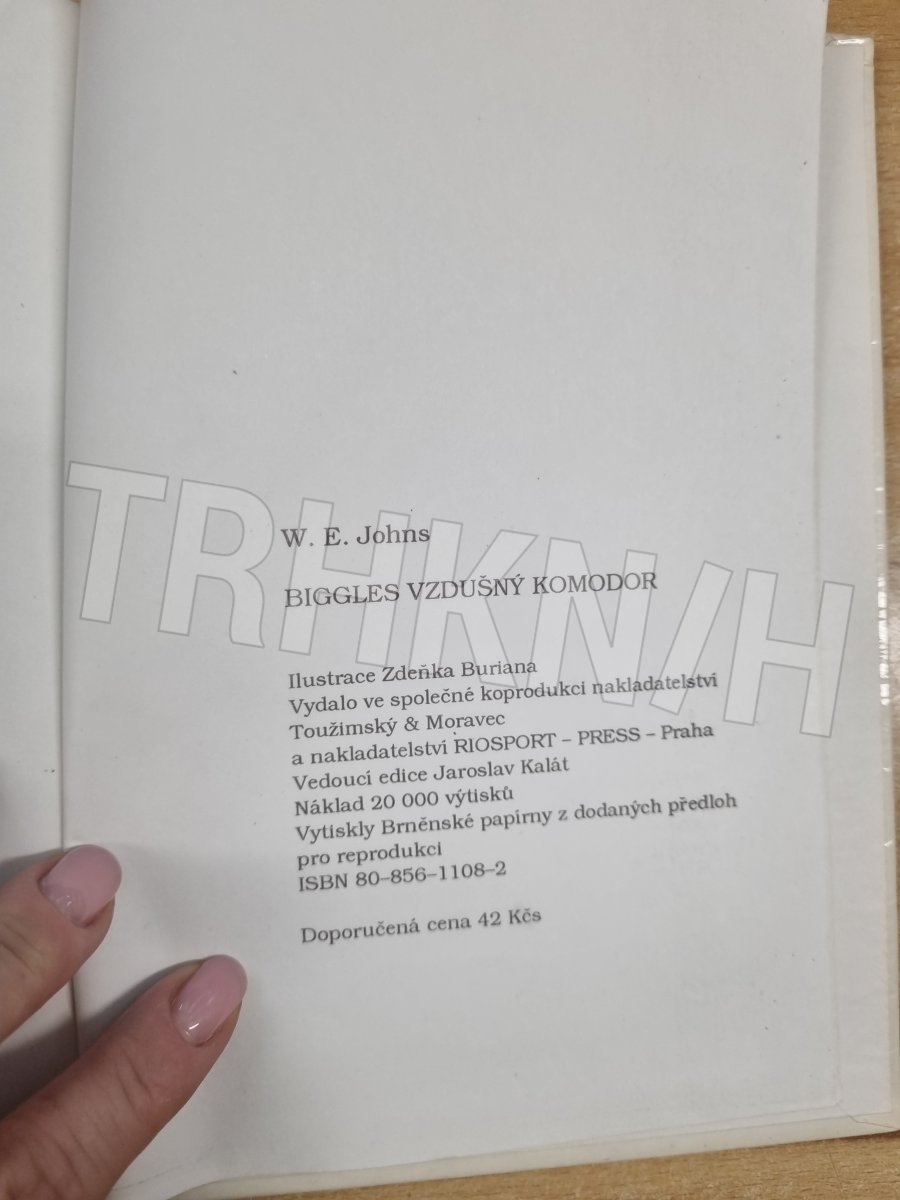 W. E. Johns
BIGGLES VZDUŠNÝ KOMODOR
Ilustrace Zdeňka Buriana
Vydalo ve společné koprodukci nakladatelství
Toužimský & Moravec
a nakladatelství RIOSPORT – PRESS – Praha
Vedoucí edice Jaroslav Kalát
Náklad 20 000 výtisků
Vytiskly Brněnské papírny z dodaných předloh
pro reprodukci
ISBN 80–856–1108–2
Doporučená cena 42 Kčs
TRHKN/H